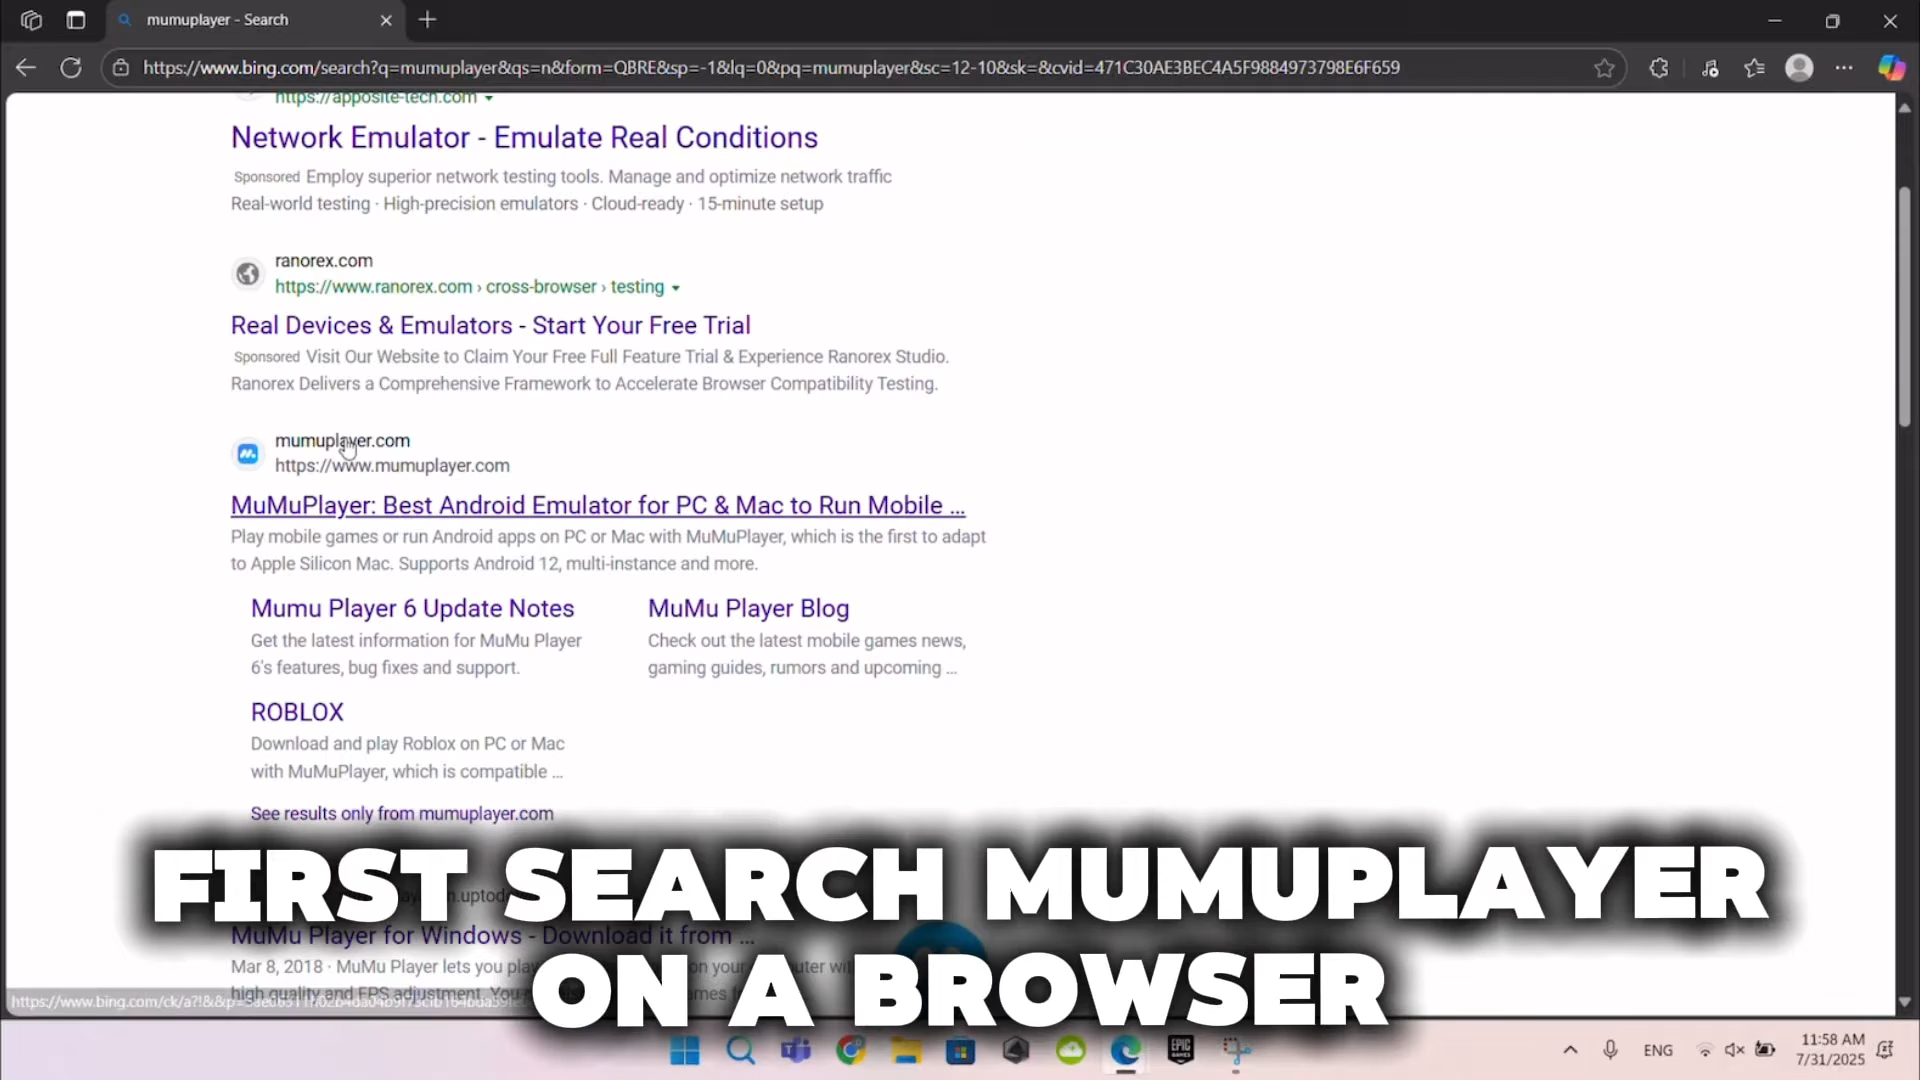 mumuplayer - Search
https://www.bing.com/search?q=mumuplayer&qs=n&form=QBRE&sp=-1&lq=0&pq=mumuplayer&sc=12-10&sk=&cvid=471C30AE3BEC4A5F9884973798E6F659
https://apposite-tech.com
Network Emulator - Emulate Real Conditions
Sponsored Employ superior network testing tools. Manage and optimize network traffic
Real-world testing · High-precision emulators · Cloud-ready · 15-minute setup
ranorex.com
https://www.ranorex.com › cross-browser › testing
Real Devices & Emulators - Start Your Free Trial
Sponsored Visit Our Website to Claim Your Free Full Feature Trial & Experience Ranorex Studio.
Ranorex Delivers a Comprehensive Framework to Accelerate Browser Compatibility Testing.
mumuplayer.com
https://www.mumuplayer.com
MuMuPlayer: Best Android Emulator for PC & Mac to Run Mobile ...
Play mobile games or run Android apps on PC or Mac with MuMuPlayer, which is the first to adapt
to Apple Silicon Mac. Supports Android 12, multi-instance and more.
Mumu Player 6 Update Notes
Get the latest information for MuMu Player
6's features, bug fixes and support.
MuMu Player Blog
Check out the latest mobile games news,
gaming guides, rumors and upcoming ...
ROBLOX
Download and play Roblox on PC or Mac
with MuMuPlayer, which is compatible ...
See results only from mumuplayer.com
FIRST SEARCH MUMUPLAYER
ON A BROWSER
MuMu Player for Windows - Download it from ...
Mar 8, 2018 · MuMu Player lets you on your
high quality and FPS adjustment.
EPIC GAMES
ENG
11:58 AM
7/31/2025